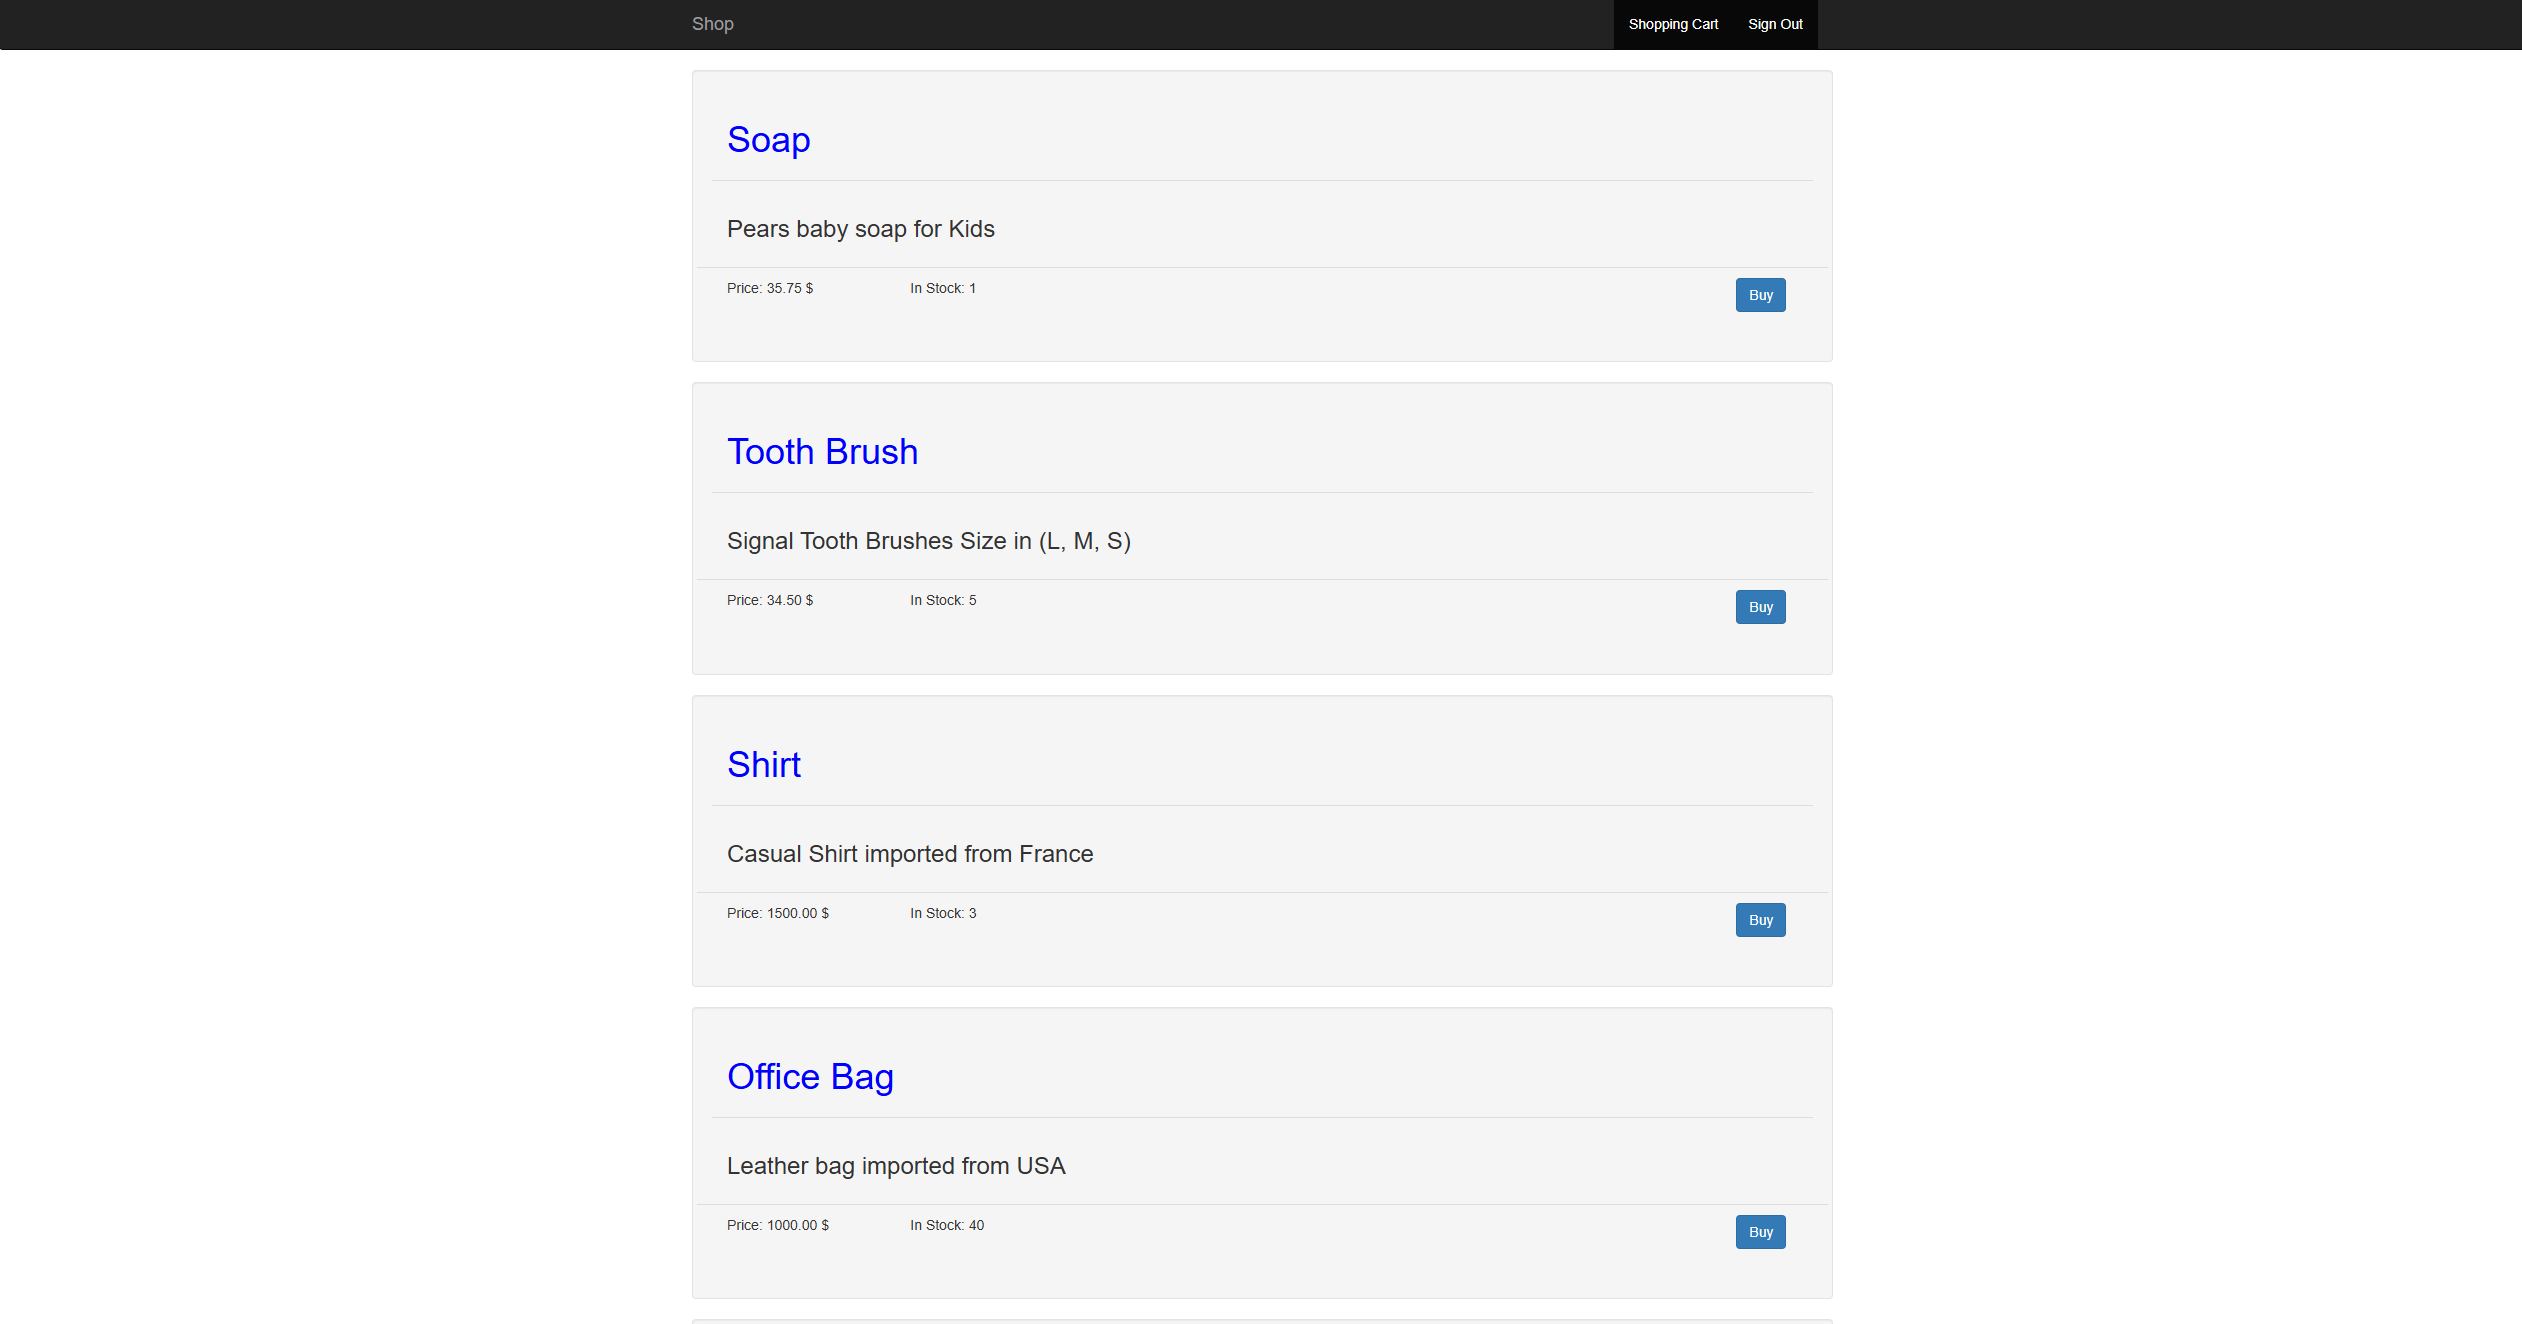 Shop Shopping Cart Sign Out
Soap
Pears baby soap for Kids
Price: 35.75 $ In Stock: 1 Buy
Tooth Brush
Signal Tooth Brushes Size in (L, M, S)
Price: 34.50 $ In Stock: 5 Buy
Shirt
Casual Shirt imported from France
Price: 1500.00 $ In Stock: 3 Buy
Office Bag
Leather bag imported from USA
Price: 1000.00 $ In Stock: 40 Buy